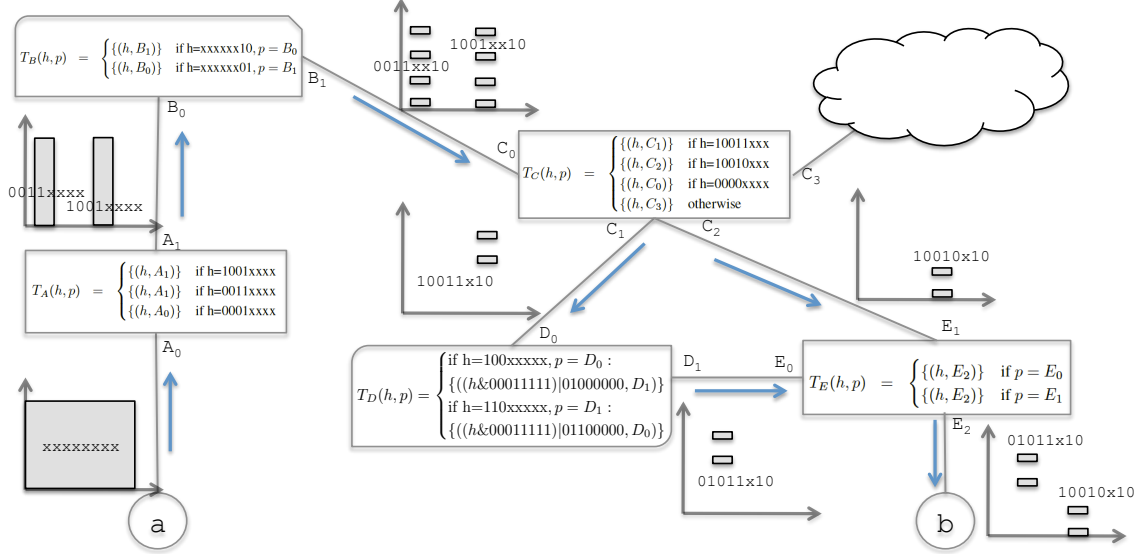 T_B(h,p) = {(h, B_1)} if h=xxxxxx10, p = B_0
{(h, B_0)} if h=xxxxxx01, p = B_1
B_1
B_0
1001xx10
0011xx10
C_0
T_C(h,p) = {(h, C_1)} if h=10011xxx
{(h, C_2)} if h=10010xxx
{(h, C_0)} if h=0000xxxx
{(h, C_3)} otherwise
C_3
C_1
C_2
0011xxxx
1001xxxx
A_1
T_A(h,p) = {(h, A_1)} if h=1001xxxx
{(h, A_1)} if h=0011xxxx
{(h, A_0)} if h=0001xxxx
A_0
10011x10
10010x10
D_0
E_1
T_D(h,p) = if h=100xxxxx, p = D_0 :
{((h&00011111)|01000000, D_1)}
if h=110xxxxx, p = D_1 :
{((h&00011111)|01100000, D_0)}
D_1
E_0
T_E(h,p) = {(h, E_2)} if p = E_0
{(h, E_2)} if p = E_1
E_2
xxxxxxxx
01011x10
01011x10
10010x10
a
b